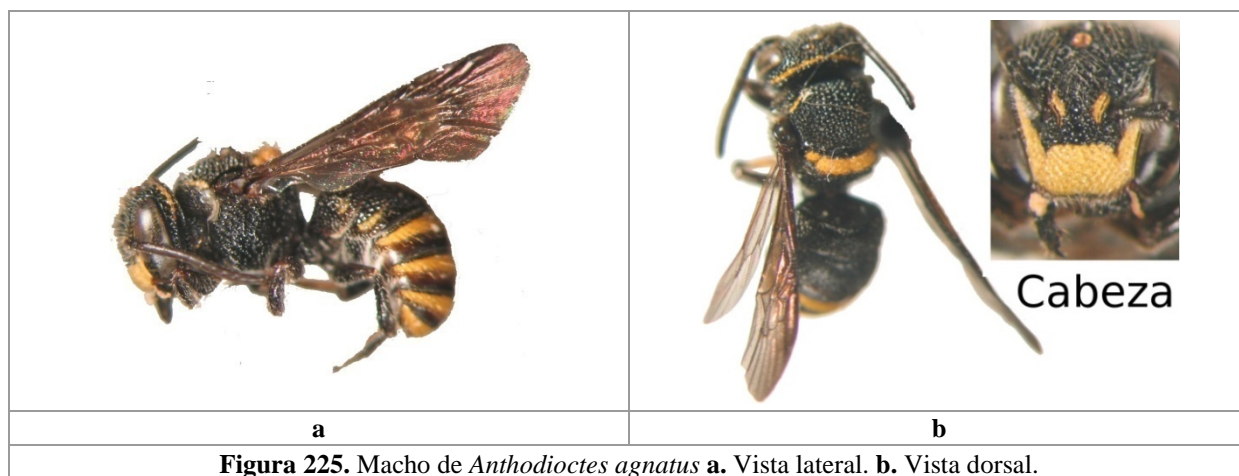 Cabeza
a
b
Figura 225. Macho de Anthodioctes agnatus a. Vista lateral. b. Vista dorsal.